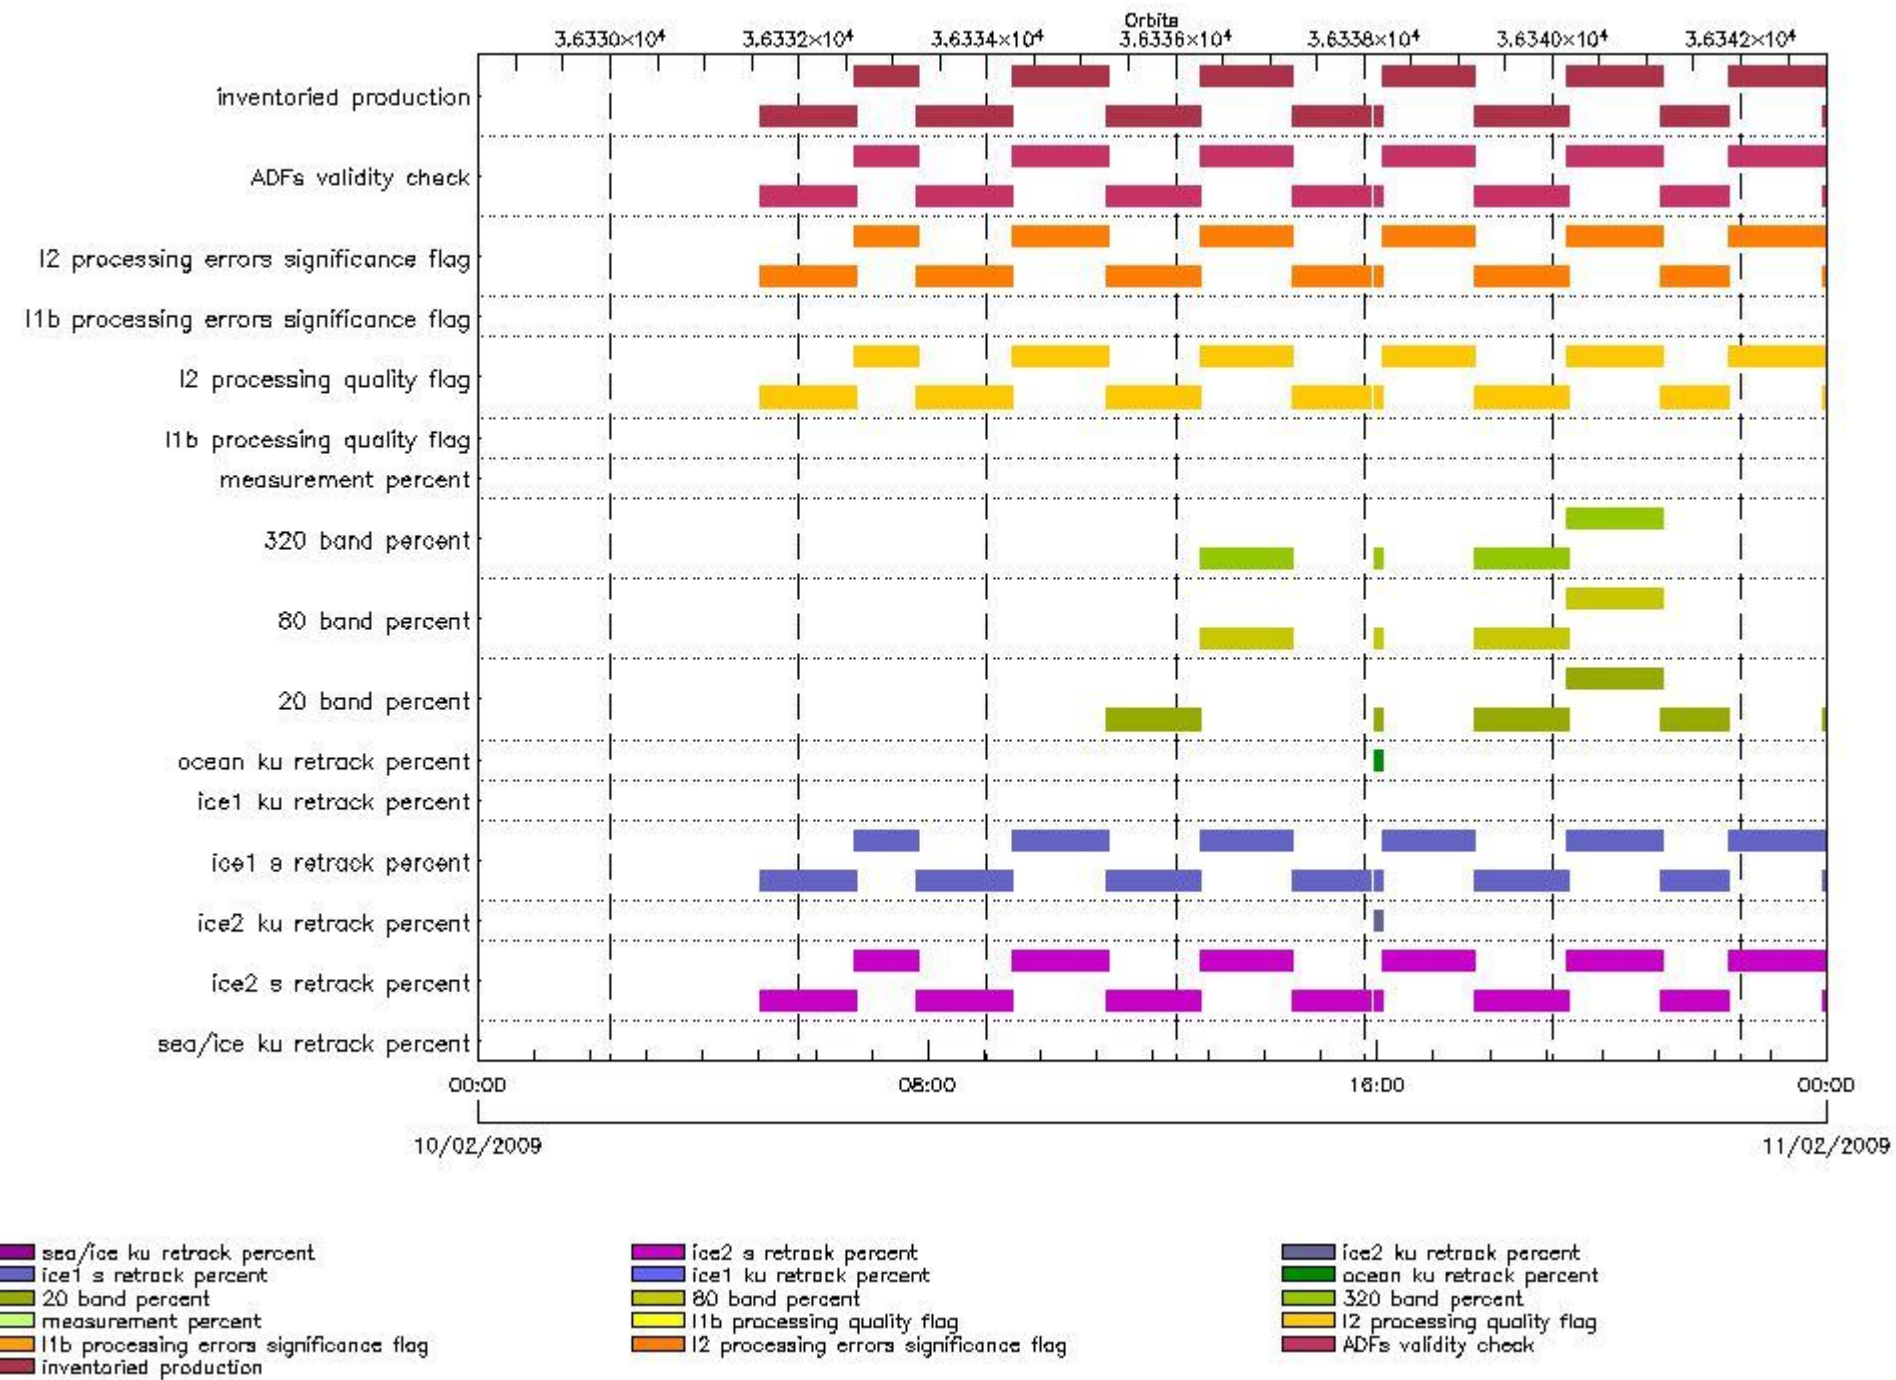 Orbits
3.6330×10⁴ 3.6332×10⁴ 3.6334×10⁴ 3.6336×10⁴ 3.6338×10⁴ 3.6340×10⁴ 3.6342×10⁴
inventoried production
ADFs validity check
l2 processing errors significance flag
l1b processing errors significance flag
l2 processing quality flag
l1b processing quality flag
measurement percent
320 band percent
80 band percent
20 band percent
ocean ku retrack percent
ice1 ku retrack percent
ice1 s retrack percent
ice2 ku retrack percent
ice2 s retrack percent
sea/ice ku retrack percent
00:00 08:00 16:00 00:00
10/02/2009 11/02/2009
sea/ice ku retrack percent ice2 s retrack percent ice2 ku retrack percent
ice1 s retrack percent ice1 ku retrack percent ocean ku retrack percent
20 band percent 80 band percent 320 band percent
measurement percent l1b processing quality flag l2 processing quality flag
l1b processing errors significance flag l2 processing errors significance flag ADFs validity check
inventoried production